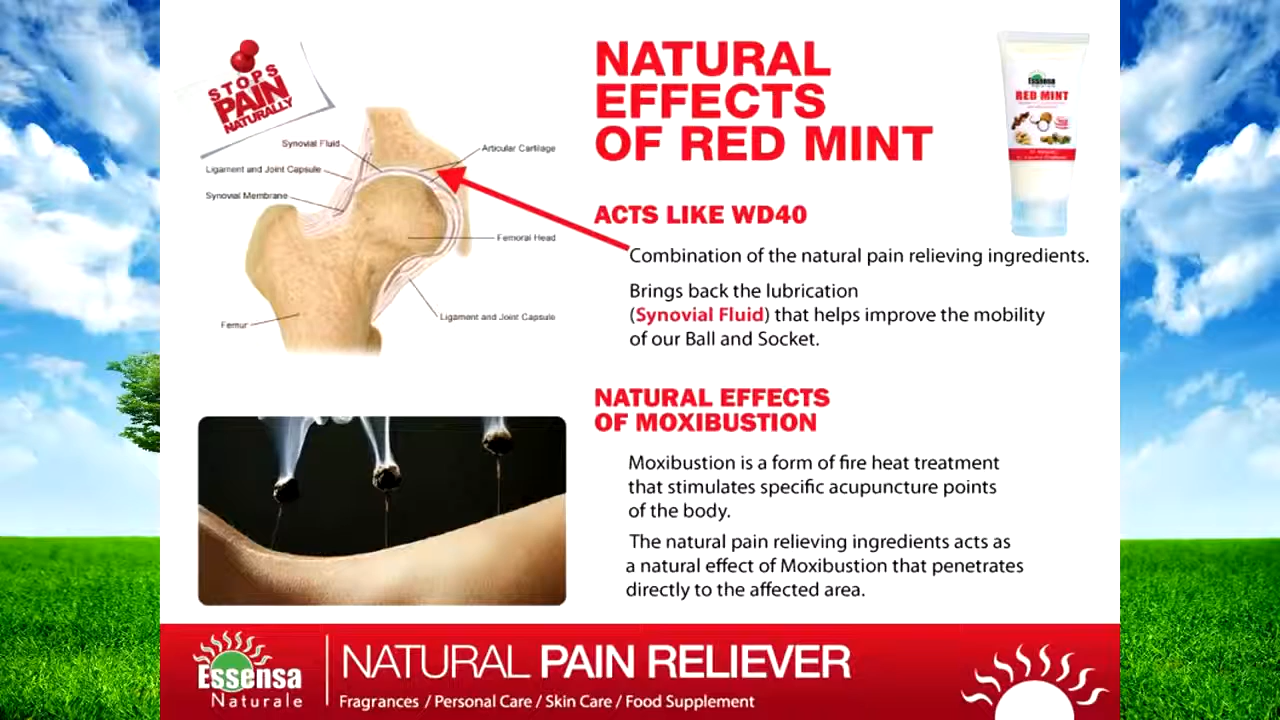 STOPS
PAIN
NATURALLY
NATURAL
EFFECTS
OF RED MINT
Essensa
Naturale
RED MINT
Synovial Fluid
Articular Cartilage
Ligament and Joint Capsule
Synovial Membrane
Femoral Head
Ligament and Joint Capsule
Femur
ACTS LIKE WD40
Combination of the natural pain relieving ingredients.
Brings back the lubrication
(Synovial Fluid) that helps improve the mobility
of our Ball and Socket.
NATURAL EFFECTS
OF MOXIBUSTION
Moxibustion is a form of fire heat treatment
that stimulates specific acupuncture points
of the body.
The natural pain relieving ingredients acts as
a natural effect of Moxibustion that penetrates
directly to the affected area.
Essensa
Naturale
NATURAL PAIN RELIEVER
Fragrances / Personal Care / Skin Care / Food Supplement